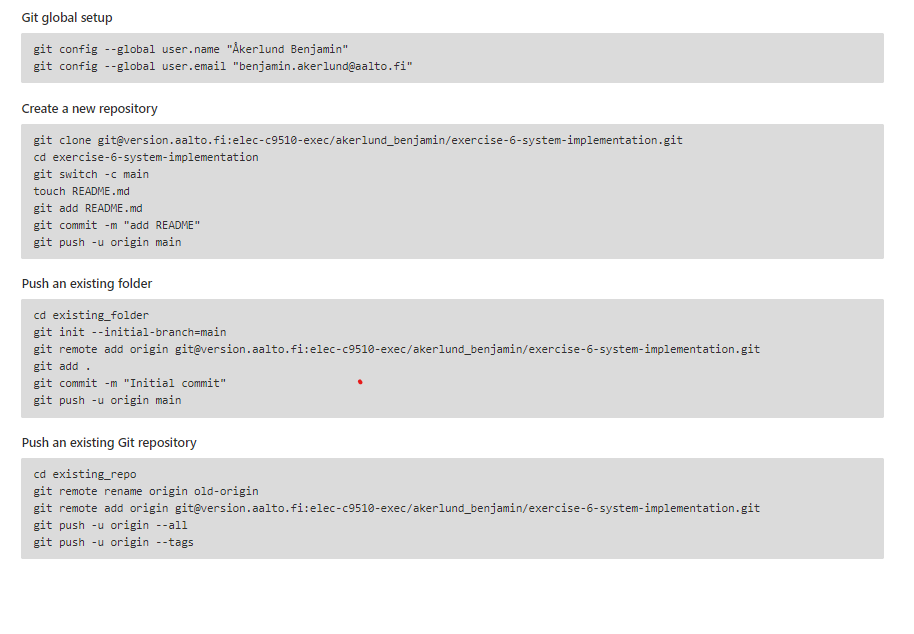 Git global setup
git config --global user.name "Åkerlund Benjamin"
git config --global user.email "benjamin.akerlund@aalto.fi"
Create a new repository
git clone git@version.aalto.fi:elec-c9510-exec/akerlund_benjamin/exercise-6-system-implementation.git
cd exercise-6-system-implementation
git switch -c main
touch README.md
git add README.md
git commit -m "add README"
git push -u origin main
Push an existing folder
cd existing_folder
git init --initial-branch=main
git remote add origin git@version.aalto.fi:elec-c9510-exec/akerlund_benjamin/exercise-6-system-implementation.git
git add .
git commit -m "Initial commit"
git push -u origin main
Push an existing Git repository
cd existing_repo
git remote rename origin old-origin
git remote add origin git@version.aalto.fi:elec-c9510-exec/akerlund_benjamin/exercise-6-system-implementation.git
git push -u origin --all
git push -u origin --tags